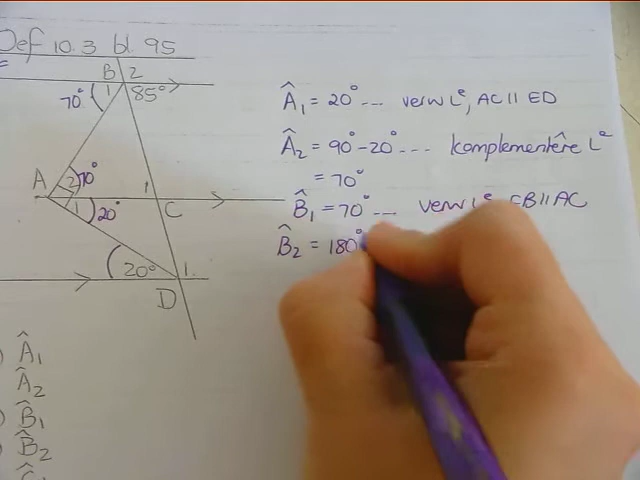 Oef 10.3 bl. 95
B 2
1 85°
70°
A 2 70°
1 20° 1 C
20° 1.
D
Â₁ = 20° ... verw ∠ᵉ, AC || ED
Â₂ = 90° - 20° ... komplementêre ∠ᵉ
= 70°
B̂₁ = 70° ... verw ∠ᵉ, B || AC
B̂₂ = 180°
Â₁
Â₂
B̂₁
B̂₂